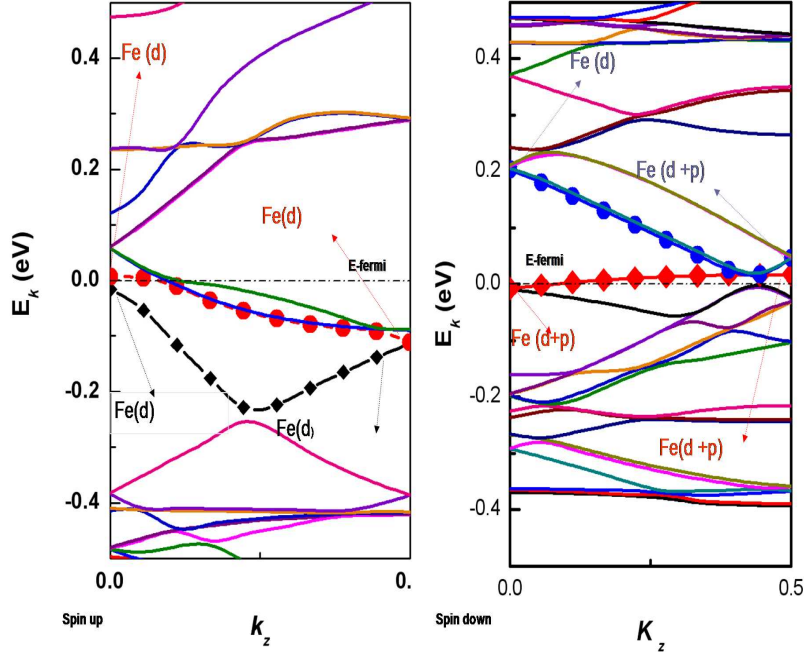 0.4
0.2
0.0
-0.2
-0.4
E_k (eV)
Fe (d)
Fe(d)
E-fermi
Fe(d)
Fe(d)
0.0
0.
Spin up
k_z
0.4
0.2
0.0
-0.2
-0.4
E_k (eV)
Fe (d)
Fe (d +p)
E-fermi
Fe (d+p)
Fe(d +p)
0.0
0.5
Spin down
K_z